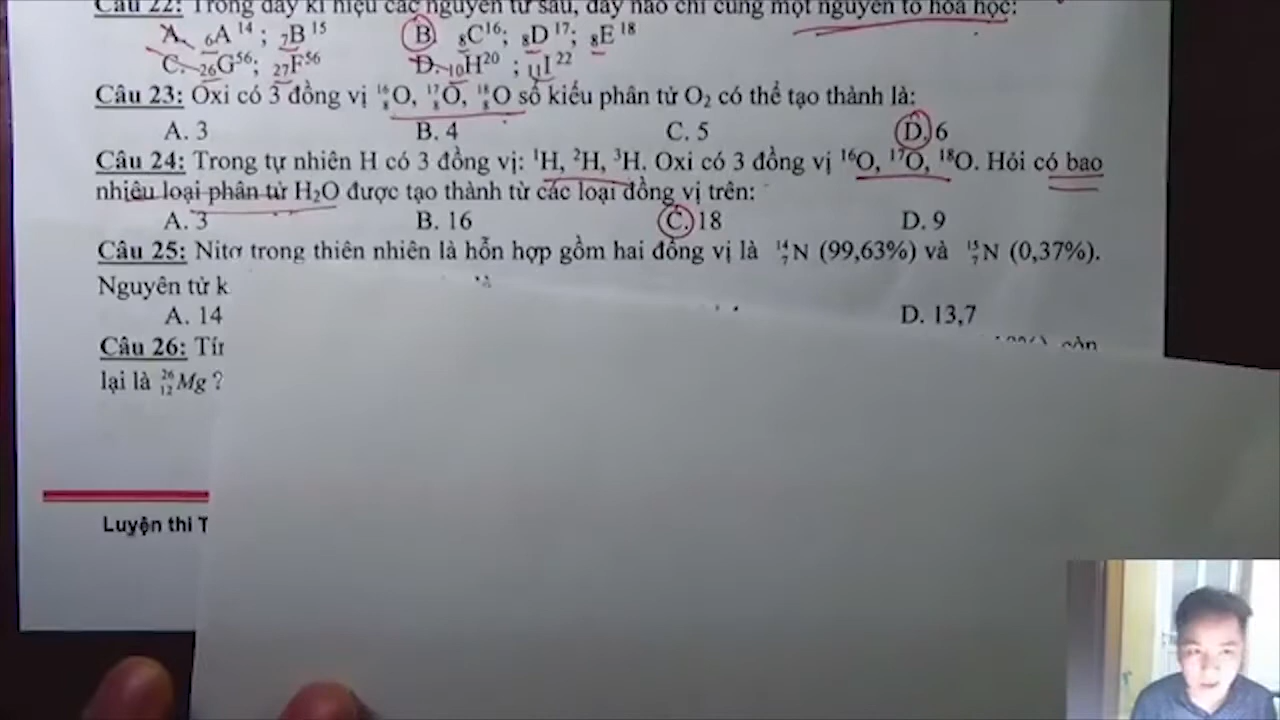 Câu 22: Trong dãy kí hiệu các nguyên tử sau, dãy nào chỉ cùng một nguyên tố hóa học:
A. ₆A¹⁴ ; ₇B¹⁵ B. ₈C¹⁶; ₈D¹⁷; ₈E¹⁸
C. ₂₆G⁵⁶; ₂₇F⁵⁶ D. ₁₀H²⁰ ; ₁₁I²²
Câu 23: Oxi có 3 đồng vị ¹⁶₈O, ¹⁷₈O, ¹⁸₈O số kiểu phân tử O₂ có thể tạo thành là:
A. 3 B. 4 C. 5 D. 6
Câu 24: Trong tự nhiên H có 3 đồng vị: ¹H, ²H, ³H. Oxi có 3 đồng vị ¹⁶O, ¹⁷O, ¹⁸O. Hỏi có bao
nhiêu loại phân tử H₂O được tạo thành từ các loại đồng vị trên:
A. 3 B. 16 C. 18 D. 9
Câu 25: Nitơ trong thiên nhiên là hỗn hợp gồm hai đồng vị là ¹⁴₇N (99,63%) và ¹⁵₇N (0,37%).
Nguyên tử k
A. 14 D. 13,7
Câu 26: còn
lại là ²⁶₁₂Mg ?
Luyện thi T